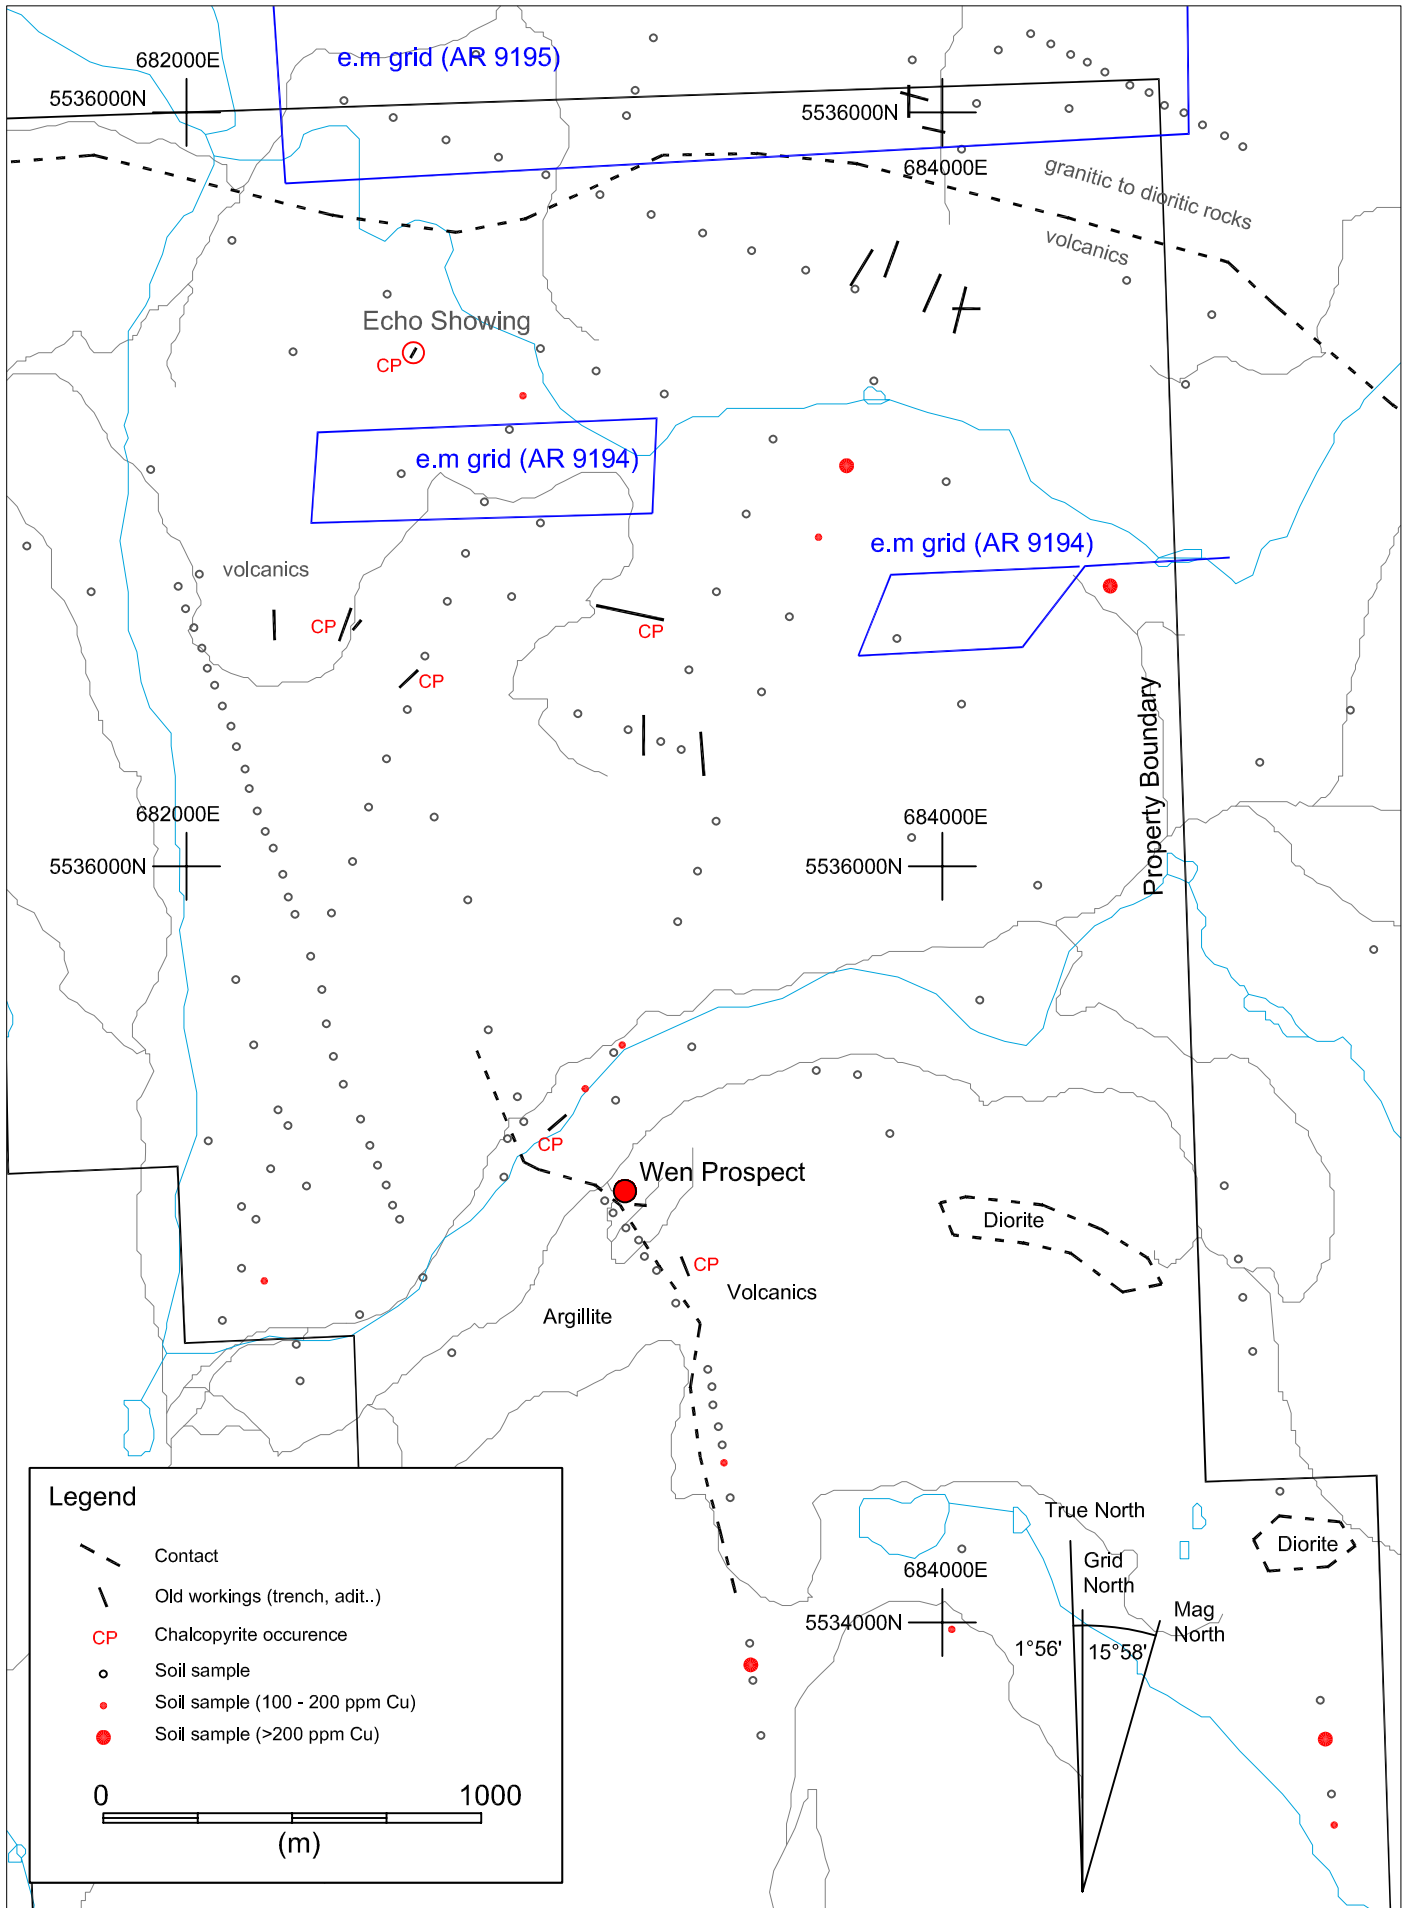 e.m grid (AR 9195)
682000E
5536000N
5536000N
684000E
granitic to dioritic rocks
volcanics
Echo Showing
CP
e.m grid (AR 9194)
e.m grid (AR 9194)
volcanics
CP
CP
CP
Property Boundary
682000E
5536000N
684000E
5536000N
CP
Wen Prospect
Diorite
CP
Volcanics
Argillite
Legend
Contact
Old workings (trench, adit..)
CP
Chalcopyrite occurence
Soil sample
Soil sample (100 - 200 ppm Cu)
Soil sample (>200 ppm Cu)
0
1000
(m)
684000E
5534000N
True North
Grid
North
Mag
North
1°56'
15°58'
Diorite